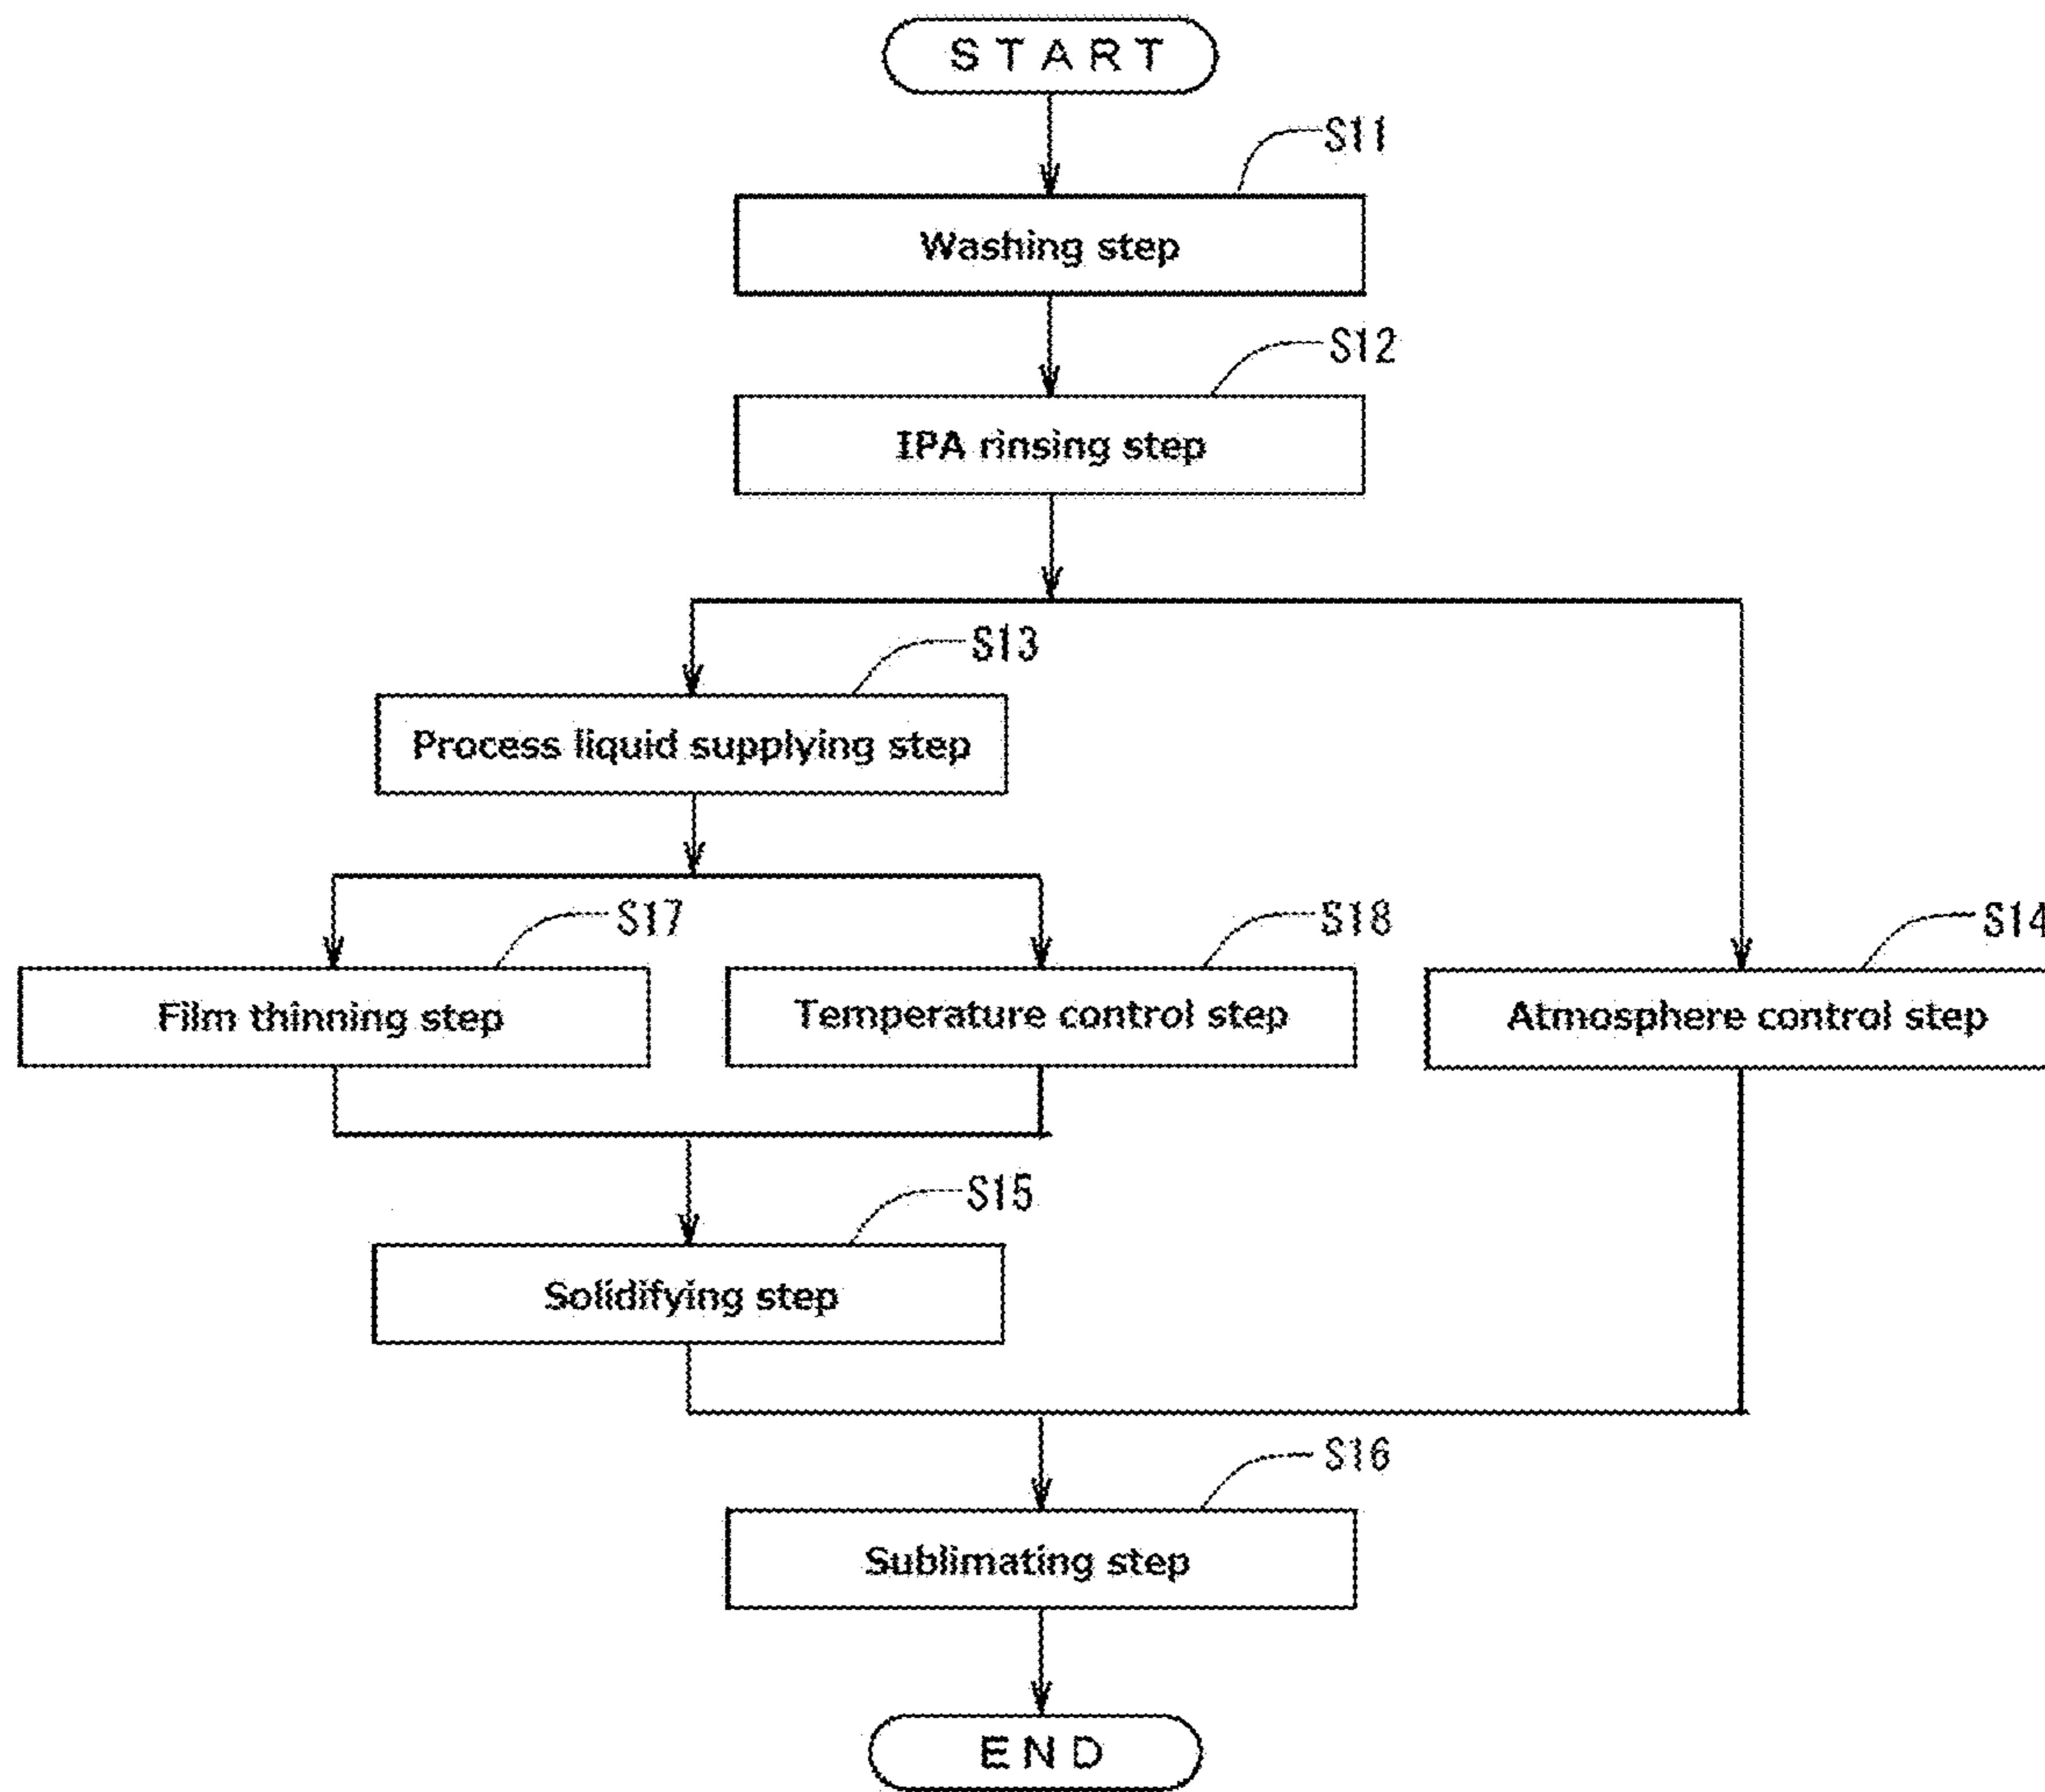 START
S11
Washing step
S12
IPA rinsing step
S13
Process liquid supplying step
S17
S18
S14
Film thinning step
Temperature control step
Atmosphere control step
S15
Solidifying step
S16
Sublimating step
END